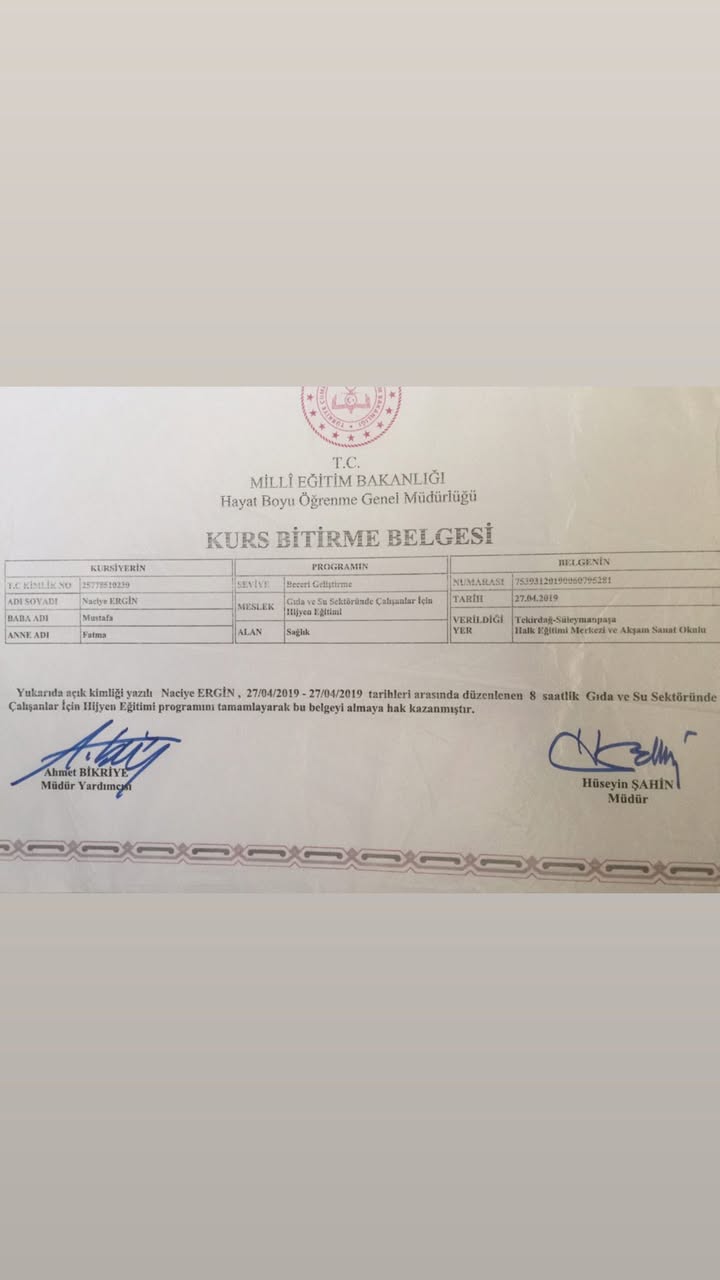 T.C.
MİLLÎ EĞİTİM BAKANLIĞI
Hayat Boyu Öğrenme Genel Müdürlüğü
KURS BİTİRME BELGESİ
KURSİYERİN
T.C KİMLİK NO 25778510230
ADI SOYADI Naciye ERGİN
BABA ADI Mustafa
ANNE ADI Fatma
PROGRAMIN
SEVİYE Beceri Geliştirme
MESLEK Gıda ve Su Sektöründe Çalışanlar İçin
Hijyen Eğitimi
ALAN Sağlık
BELGENİN
NUMARASI 75393120190060796281
TARİH 27.04.2019
VERİLDİĞİ YER Tekirdağ-Süleymanpaşa
Halk Eğitimi Merkezi ve Akşam Sanat Okulu
Yukarıda açık kimliği yazılı Naciye ERGİN , 27/04/2019 - 27/04/2019 tarihleri arasında düzenlenen 8 saatlik Gıda ve Su Sektöründe
Çalışanlar İçin Hijyen Eğitimi programını tamamlayarak bu belgeyi almaya hak kazanmıştır.
Ahmet BİKRİYE
Müdür Yardımcısı
Hüseyin ŞAHİN
Müdür